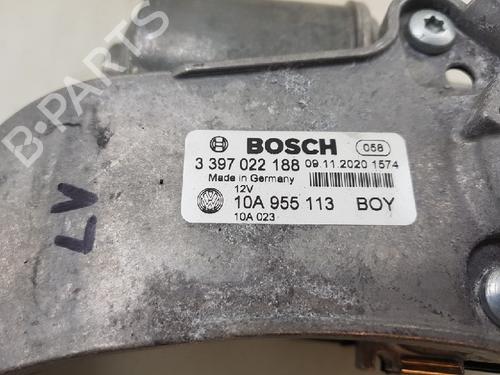 B-PARTS
BOSCH 058
3 397 022 188 09.11.2020 1574
Made in Germany
12V
10A 955 113 BOY
10A 023
LV